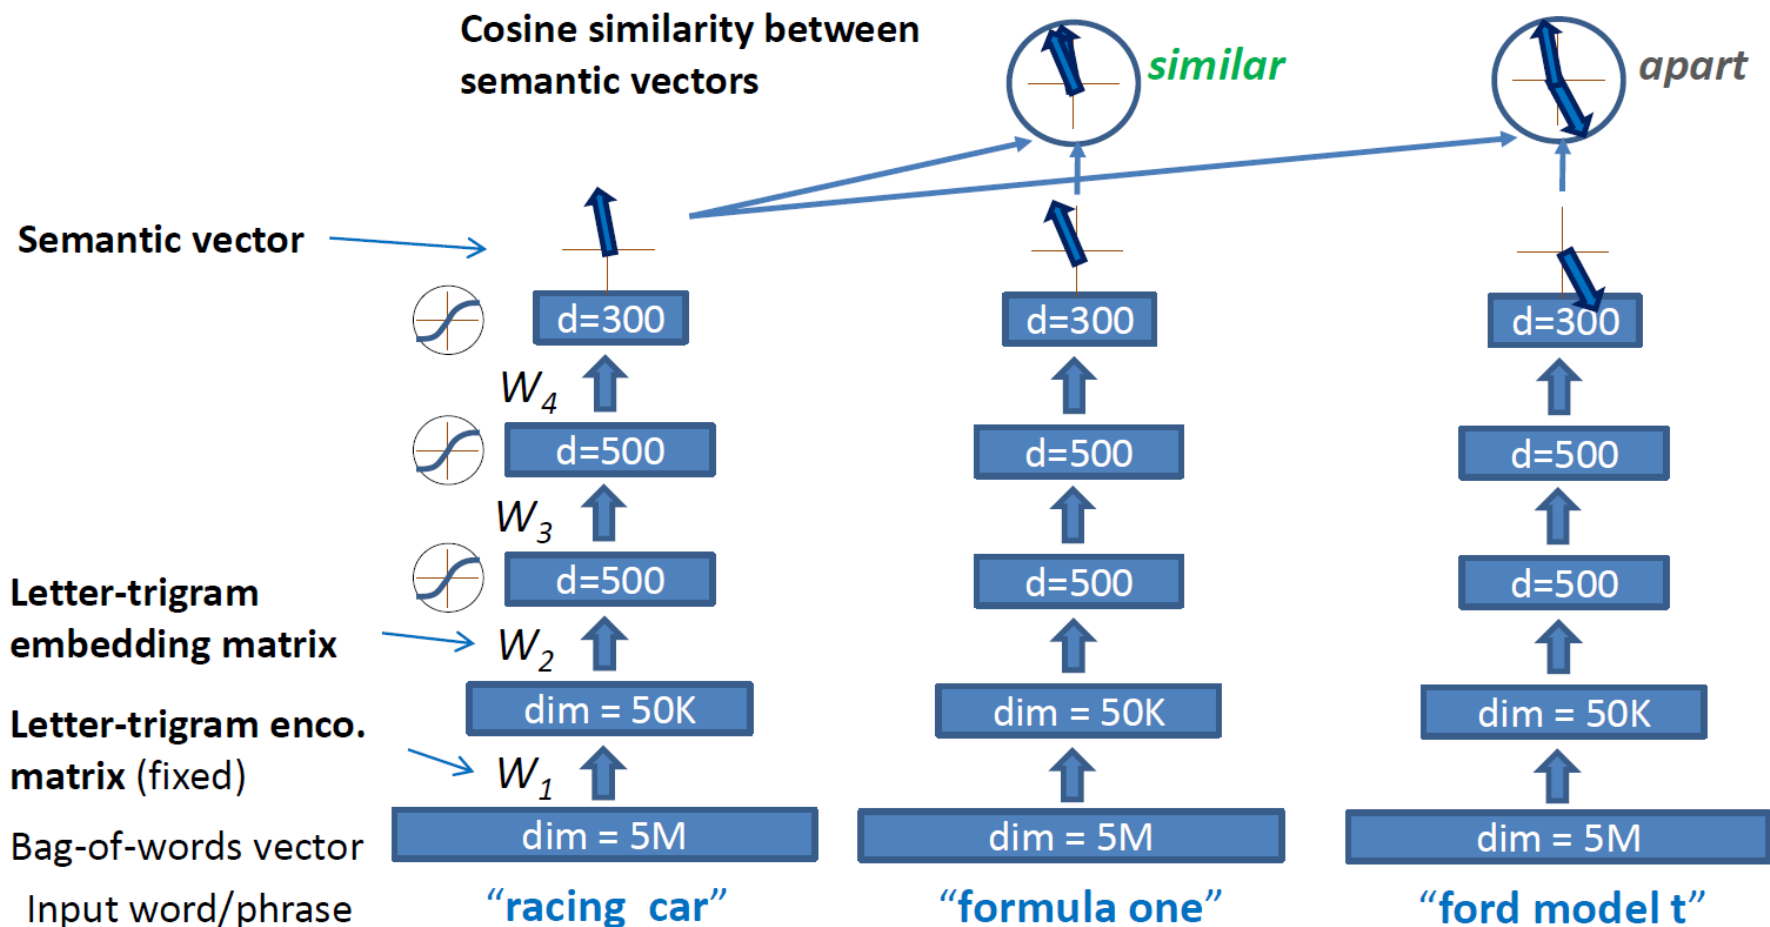 Cosine similarity between
semantic vectors
similar
apart
Semantic vector
d=300
d=300
d=300
W4
d=500
d=500
d=500
W3
d=500
d=500
d=500
Letter-trigram
embedding matrix
W2
dim = 50K
dim = 50K
dim = 50K
Letter-trigram enco.
matrix (fixed)
W1
dim = 5M
dim = 5M
dim = 5M
Bag-of-words vector
Input word/phrase
“racing car”
“formula one”
“ford model t”